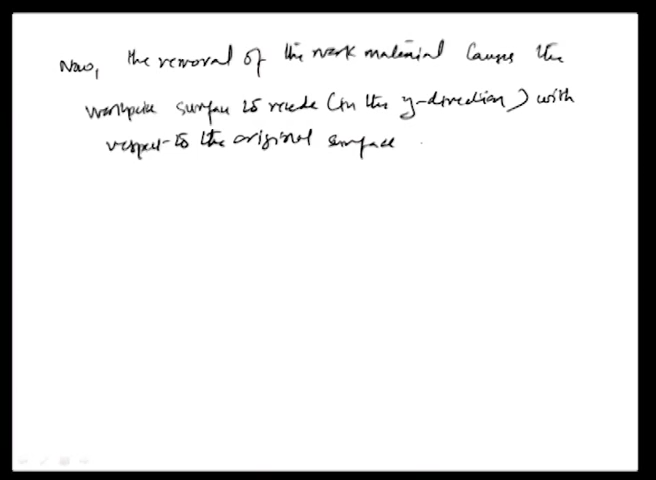 Now, the removal of the work material causes the
workpiece surface to recede (in the y-direction) with
respect to the original surface